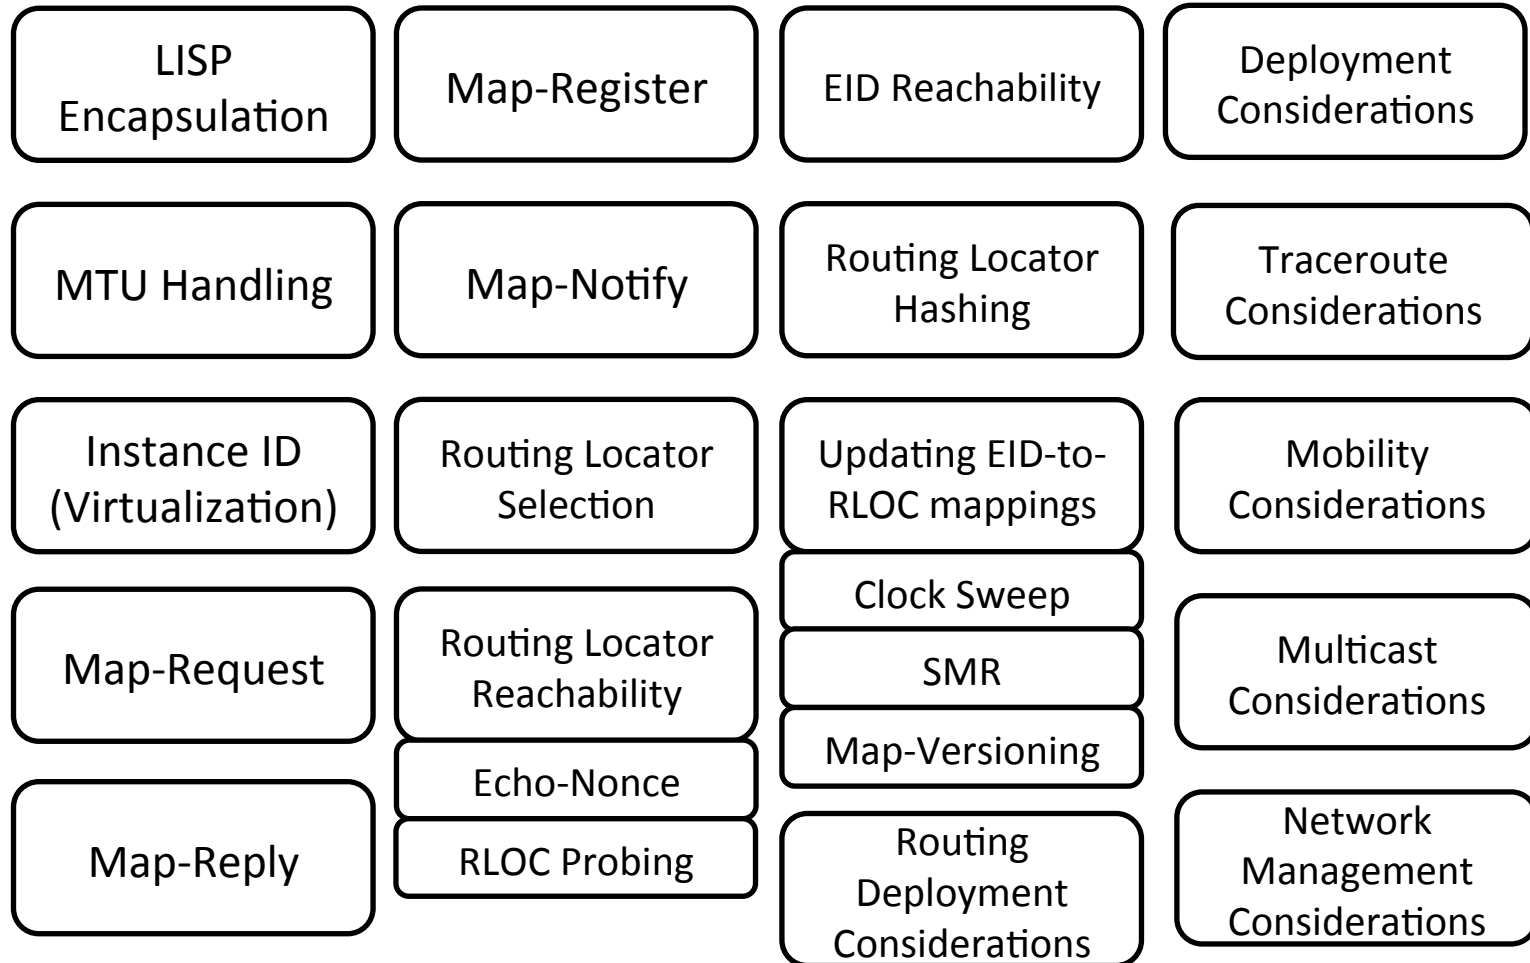 LISP
Encapsulation
MTU Handling
Instance ID
(Virtualization)
Map-Request
Map-Reply
Map-Register
Map-Notify
Routing Locator
Selection
Routing Locator
Reachability
Echo-Nonce
RLOC Probing
EID Reachability
Routing Locator
Hashing
Updating EID-to-
RLOC mappings
Clock Sweep
SMR
Map-Versioning
Routing
Deployment
Considerations
Deployment
Considerations
Traceroute
Considerations
Mobility
Considerations
Multicast
Considerations
Network
Management
Considerations